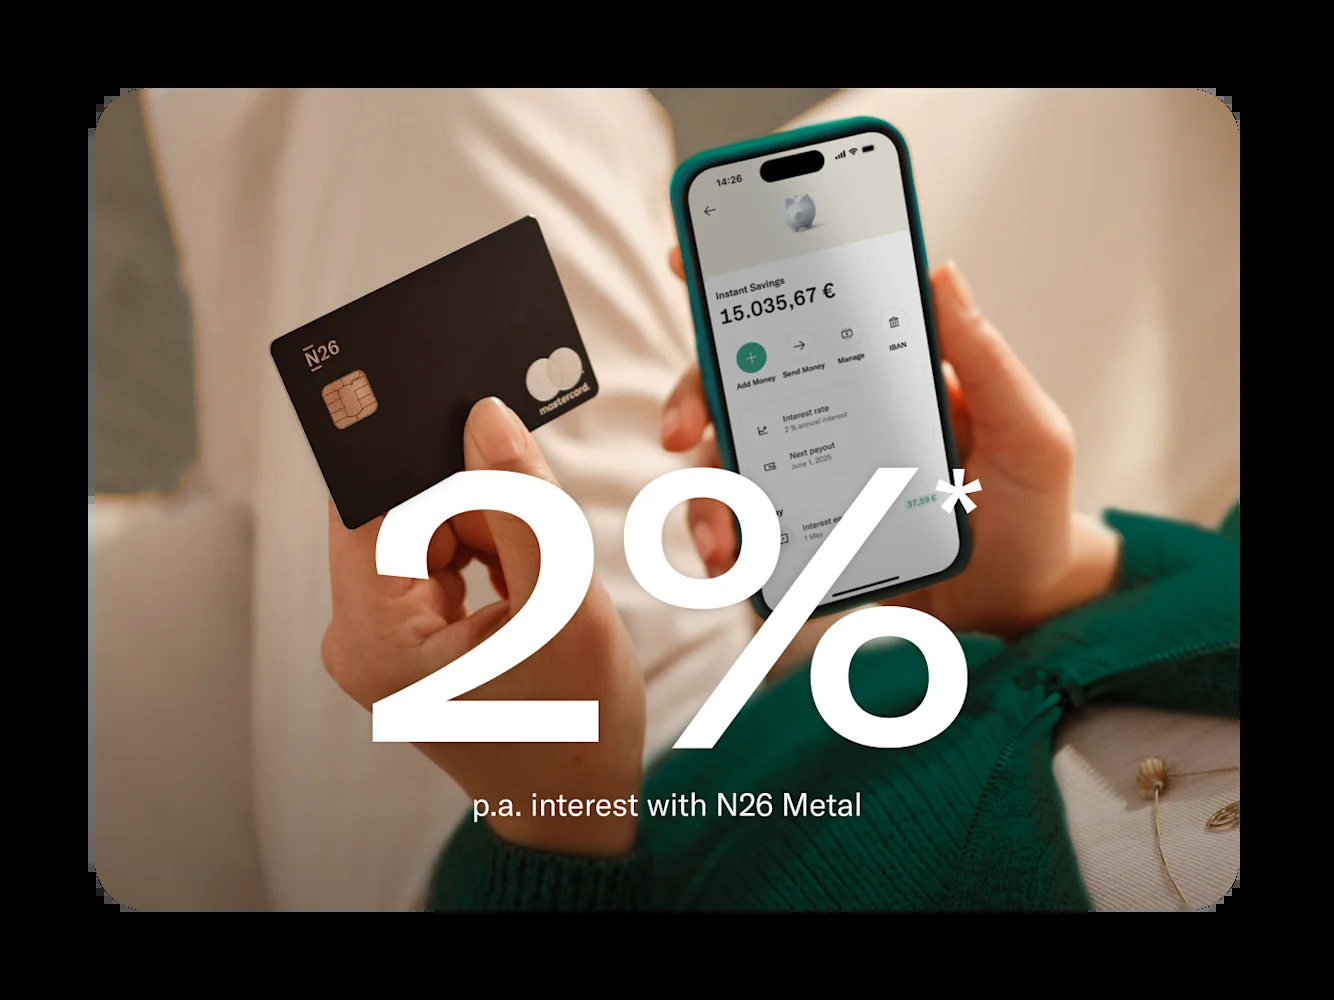 14:26
Instant Savings
15.035,67 €
Add Money
Send Money
Manage
IBAN
Interest rate
2 % annual interest
Next payout
June 1, 2025
37,59 €
Interest
1 May
N26
mastercard.
2%*
p.a. interest with N26 Metal